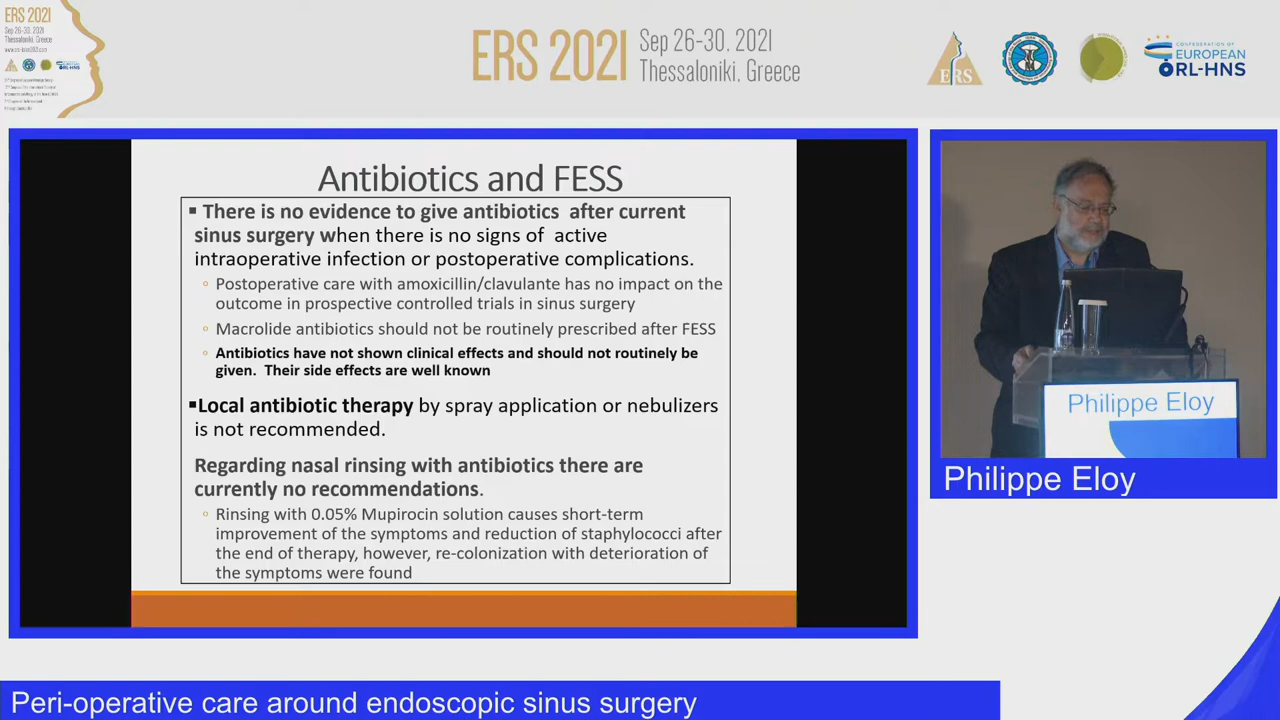 ERS 2021
Sep 26-30, 2021
Thessaloniki, Greece
ERS 2021
Sep 26-30, 2021
Thessaloniki, Greece
ERS
CONFEDERATION OF
EUROPEAN
ORL-HNS
Antibiotics and FESS
▪ There is no evidence to give antibiotics after current
sinus surgery when there is no signs of active
intraoperative infection or postoperative complications.
◦ Postoperative care with amoxicillin/clavulante has no impact on the
outcome in prospective controlled trials in sinus surgery
◦ Macrolide antibiotics should not be routinely prescribed after FESS
◦ Antibiotics have not shown clinical effects and should not routinely be
given. Their side effects are well known
▪Local antibiotic therapy by spray application or nebulizers
is not recommended.
Regarding nasal rinsing with antibiotics there are
currently no recommendations.
◦ Rinsing with 0.05% Mupirocin solution causes short-term
improvement of the symptoms and reduction of staphylococci after
the end of therapy, however, re-colonization with deterioration of
the symptoms were found
Philippe Eloy
Philippe Eloy
Peri-operative care around endoscopic sinus surgery